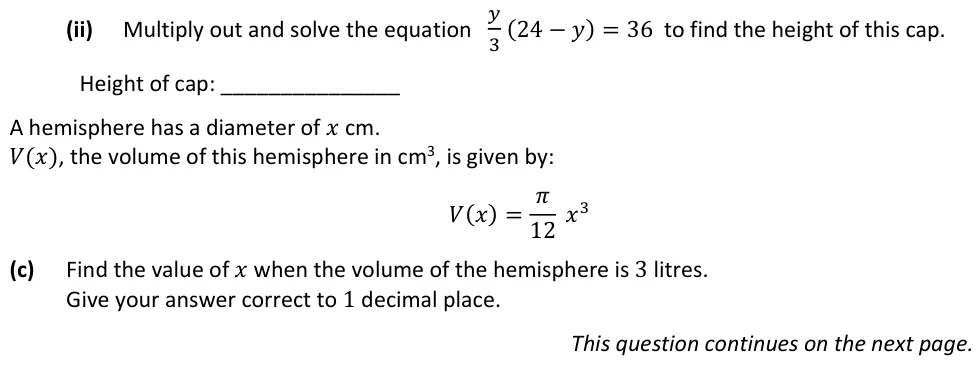 (ii) Multiply out and solve the equation y/3 (24 − y) = 36 to find the height of this cap.
Height of cap: _______________
A hemisphere has a diameter of x cm.
V(x), the volume of this hemisphere in cm³, is given by:
V(x) = π/12 x³
(c) Find the value of x when the volume of the hemisphere is 3 litres.
Give your answer correct to 1 decimal place.
This question continues on the next page.